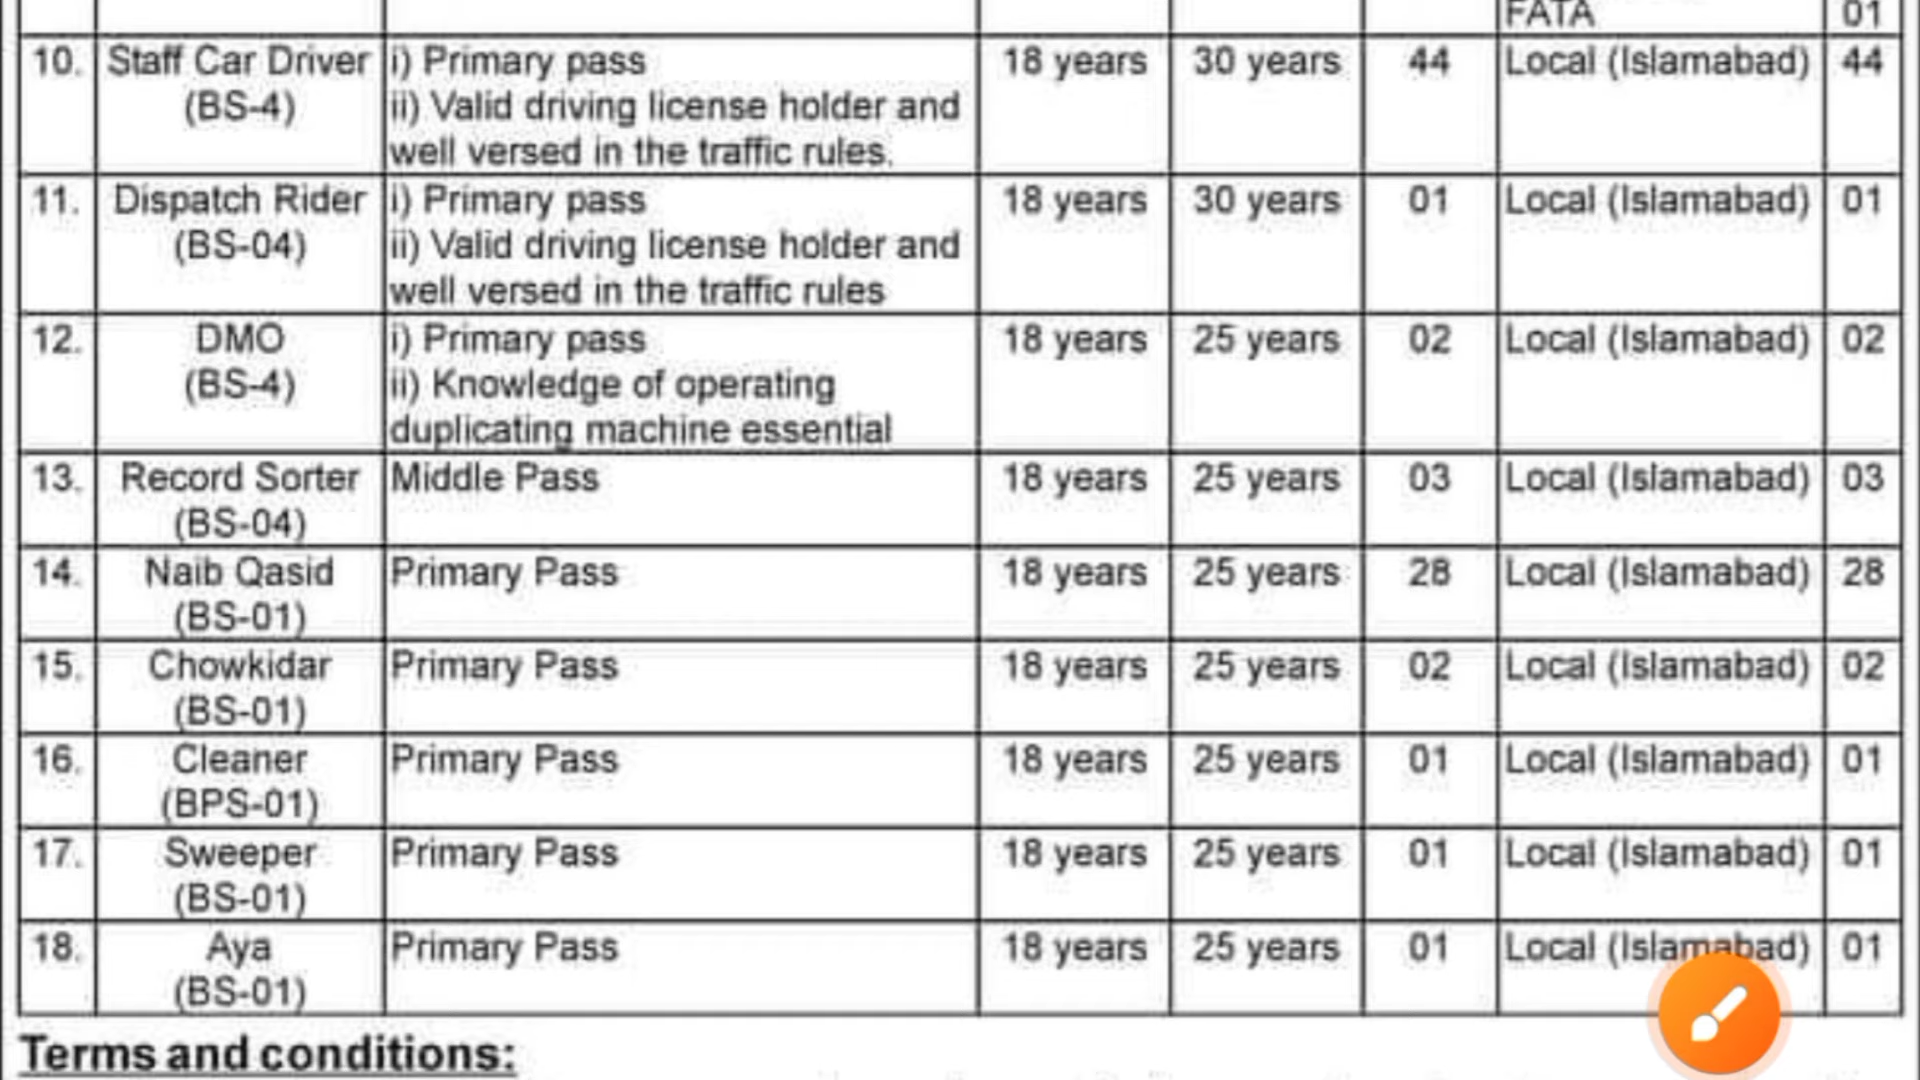 FATA 01
10. Staff Car Driver i) Primary pass 18 years 30 years 44 Local (Islamabad) 44
(BS-4) ii) Valid driving license holder and
well versed in the traffic rules.
11. Dispatch Rider i) Primary pass 18 years 30 years 01 Local (Islamabad) 01
(BS-04) ii) Valid driving license holder and
well versed in the traffic rules
12. DMO i) Primary pass 18 years 25 years 02 Local (Islamabad) 02
(BS-4) ii) Knowledge of operating
duplicating machine essential
13. Record Sorter Middle Pass 18 years 25 years 03 Local (Islamabad) 03
(BS-04)
14. Naib Qasid Primary Pass 18 years 25 years 28 Local (Islamabad) 28
(BS-01)
15. Chowkidar Primary Pass 18 years 25 years 02 Local (Islamabad) 02
(BS-01)
16. Cleaner Primary Pass 18 years 25 years 01 Local (Islamabad) 01
(BPS-01)
17. Sweeper Primary Pass 18 years 25 years 01 Local (Islamabad) 01
(BS-01)
18. Aya Primary Pass 18 years 25 years 01 Local (Islamabad) 01
(BS-01)
Terms and conditions: